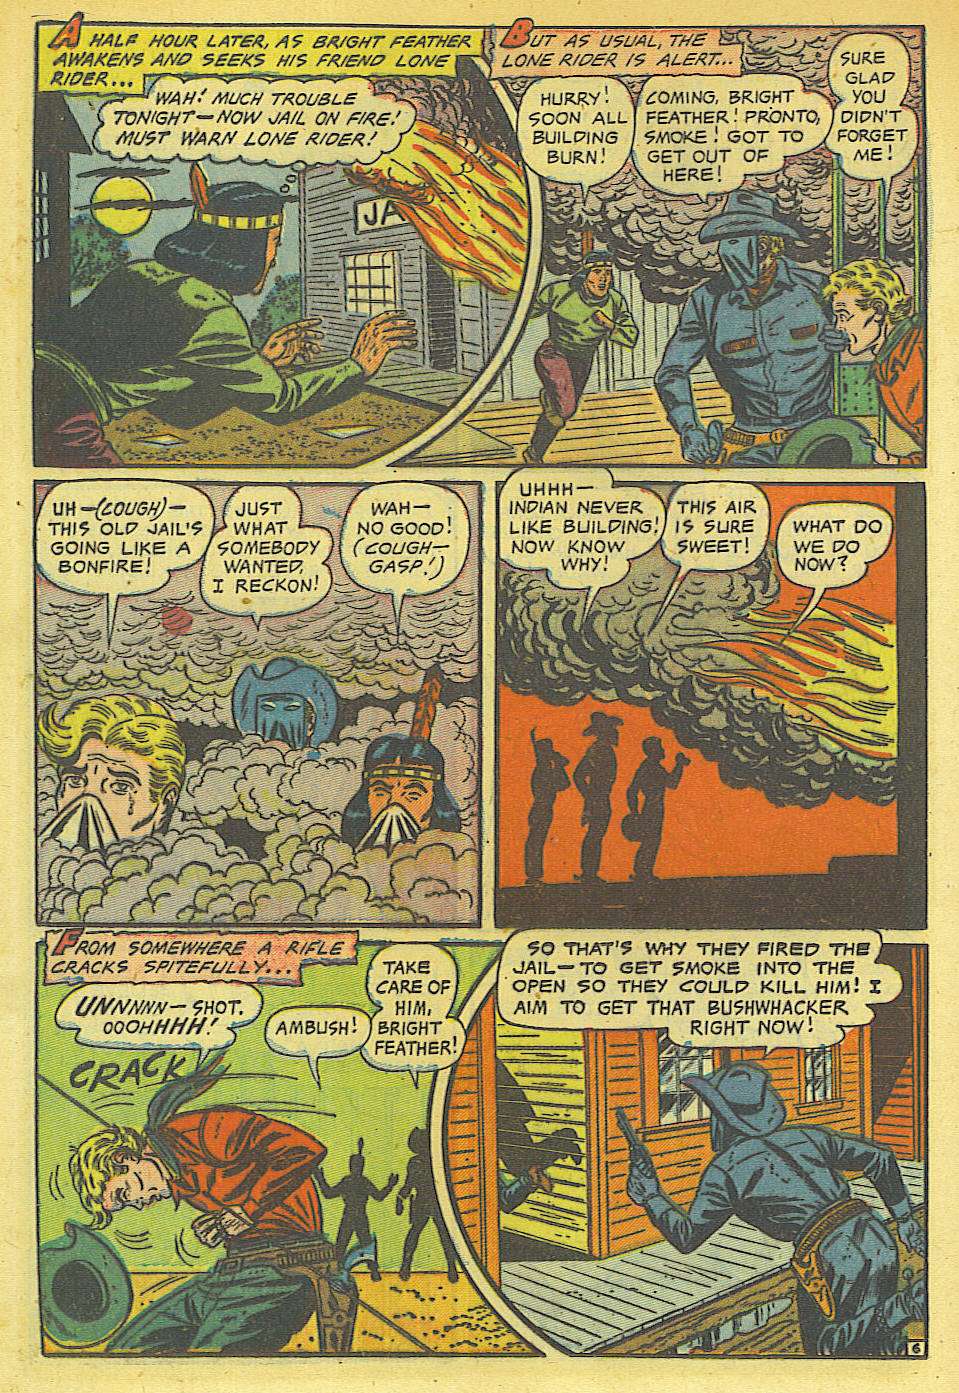 A HALF HOUR LATER, AS BRIGHT FEATHER
AWAKENS AND SEEKS HIS FRIEND LONE
RIDER...
WAH! MUCH TROUBLE
TONIGHT—NOW JAIL ON FIRE!
MUST WARN LONE RIDER!
JA
BUT AS USUAL, THE
LONE RIDER IS ALERT...
HURRY!
SOON ALL
BUILDING
BURN!
COMING, BRIGHT
FEATHER! PRONTO,
SMOKE! GOT TO
GET OUT OF
HERE!
SURE
GLAD
YOU
DIDN'T
FORGET
ME!
UH—(COUGH)—
THIS OLD JAIL'S
GOING LIKE A
BONFIRE!
JUST
WHAT
SOMEBODY
WANTED,
I RECKON!
WAH—
NO GOOD!
(COUGH—
GASP!)
UHHH—
INDIAN NEVER
LIKE BUILDING!
NOW KNOW
WHY!
THIS AIR
IS SURE
SWEET!
WHAT DO
WE DO
NOW?
FROM SOMEWHERE A RIFLE
CRACKS SPITEFULLY...
UNNNNN—SHOT.
OOOHHHH!
CRACK
AMBUSH!
TAKE
CARE OF
HIM,
BRIGHT
FEATHER!
SO THAT'S WHY THEY FIRED THE
JAIL—TO GET SMOKE INTO THE
OPEN SO THEY COULD KILL HIM! I
AIM TO GET THAT BUSHWHACKER
RIGHT NOW!
6